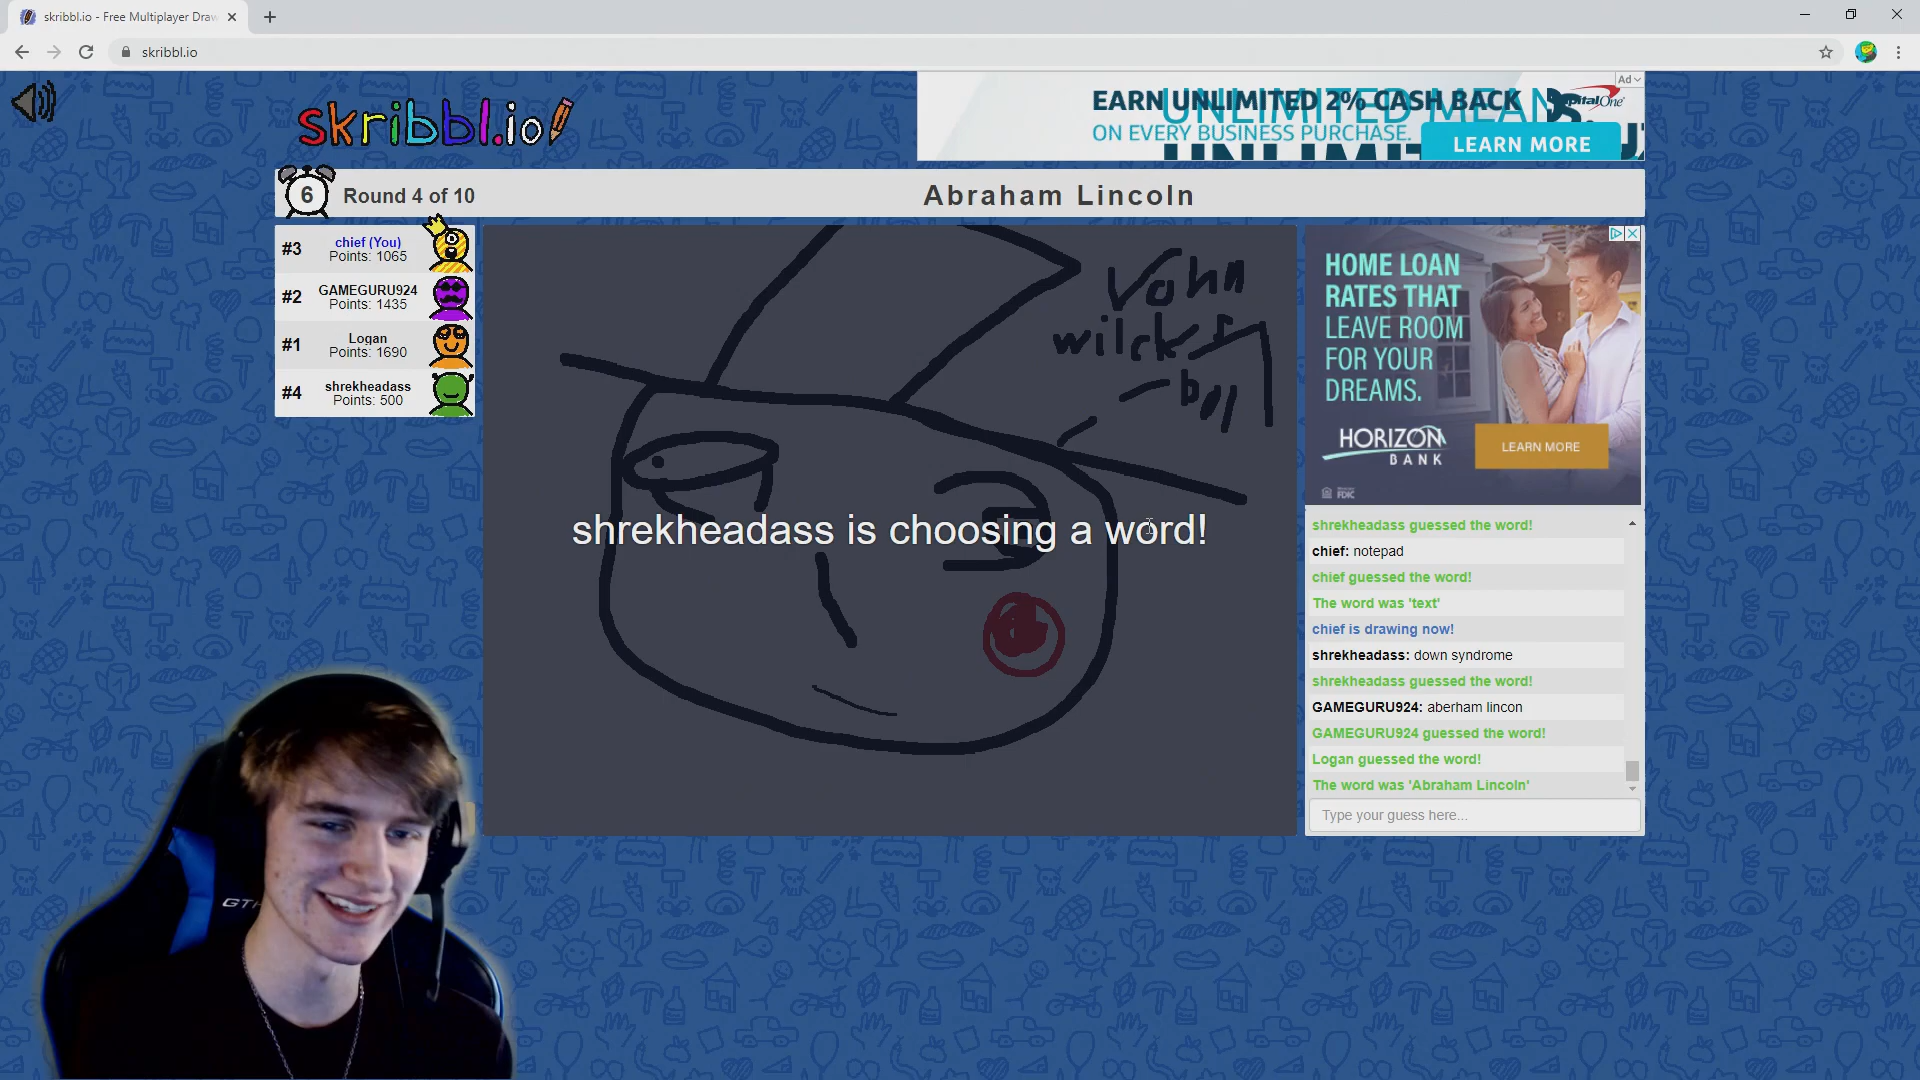 skribbl.io - Free Multiplayer Draw
skribbl.io
skribbl.io
Ad
EARN UNLIMITED 2% CASH BACK
ON EVERY BUSINESS PURCHASE.
LEARN MORE
6
Round 4 of 10
Abraham Lincoln
#3
chief (You)
Points: 1065
#2
GAMEGURU924
Points: 1435
#1
Logan
Points: 1690
#4
shrekheadass
Points: 500
shrekheadass is choosing a word!
HOME LOAN
RATES THAT
LEAVE ROOM
FOR YOUR
DREAMS.
HORIZON
BANK
LEARN MORE
FDIC
shrekheadass guessed the word!
chief: notepad
chief guessed the word!
The word was 'text'
chief is drawing now!
shrekheadass: down syndrome
shrekheadass guessed the word!
GAMEGURU924: aberham lincon
GAMEGURU924 guessed the word!
Logan guessed the word!
The word was 'Abraham Lincoln'
Type your guess here...